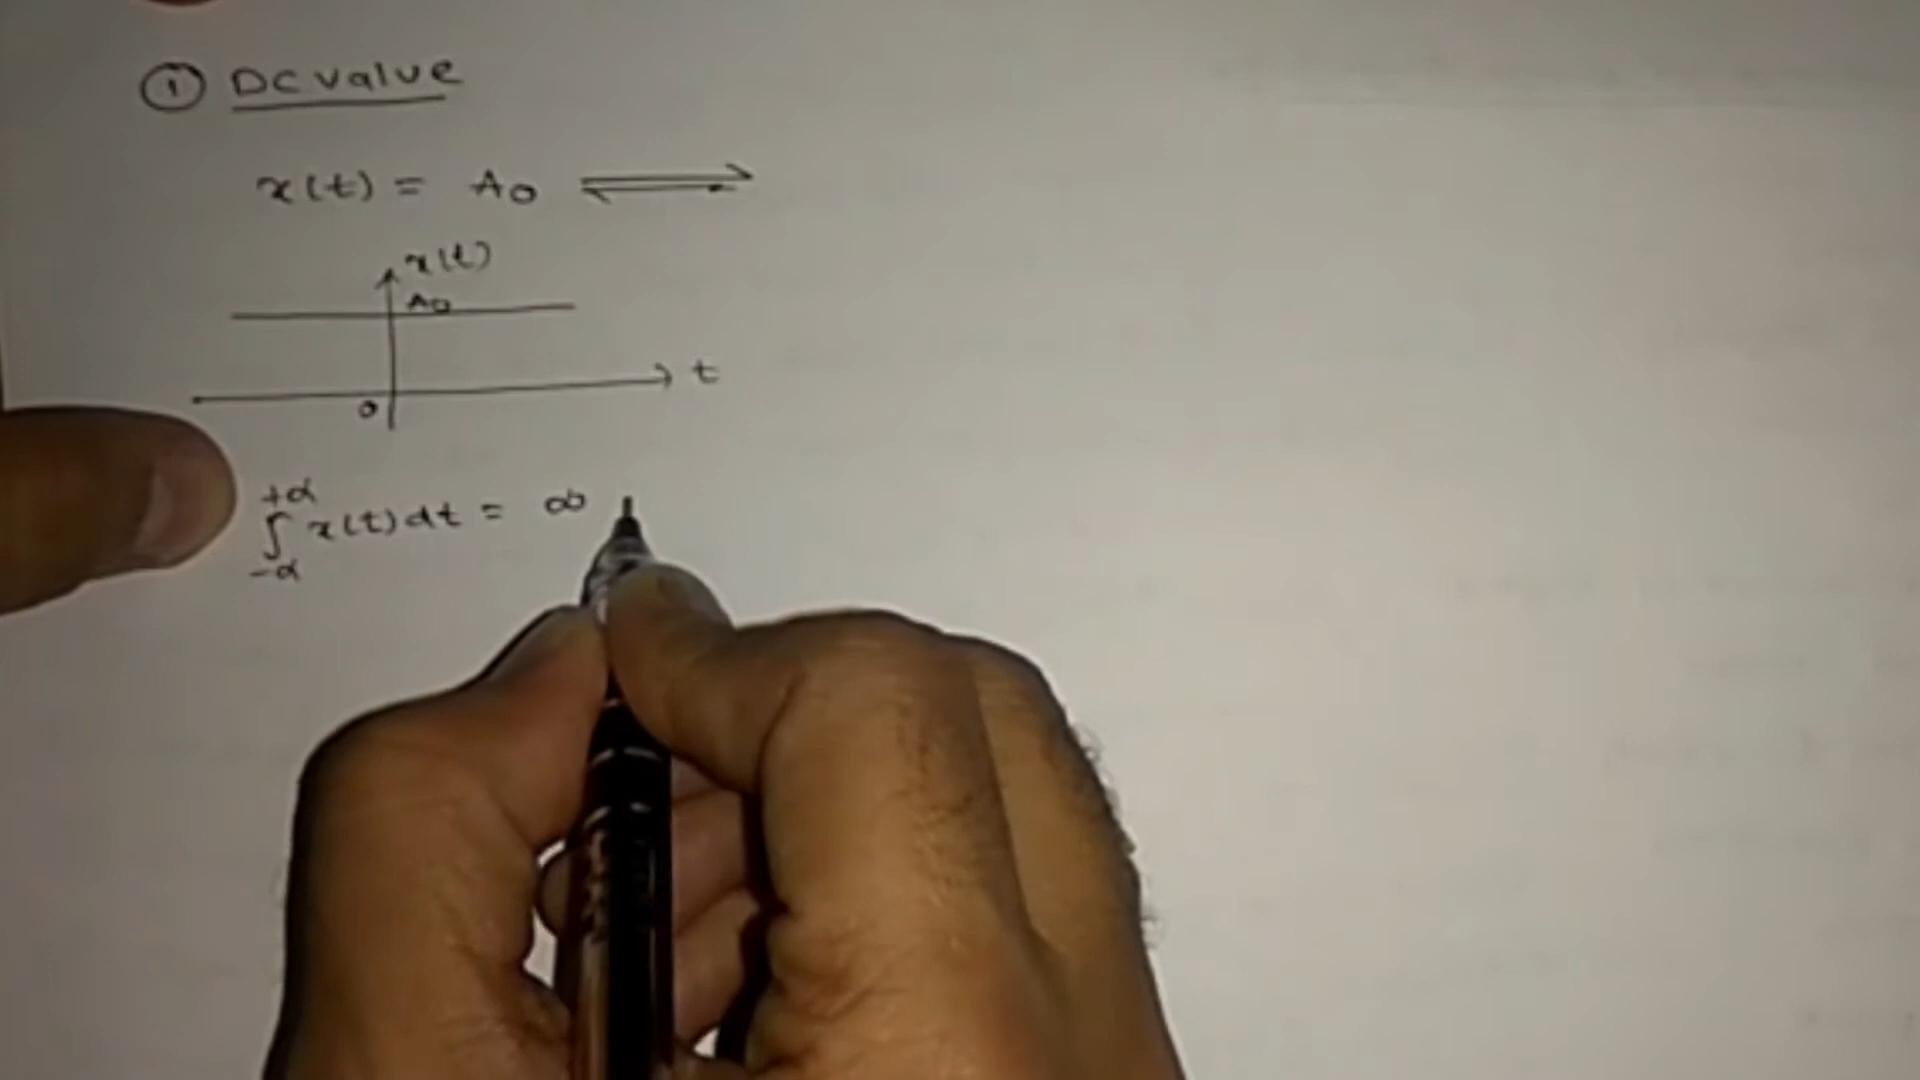 ① DC value
x(t) = A₀ ⇌
x(t)
A₀
t
0
+α
∫ x(t) dt = ∞
-α